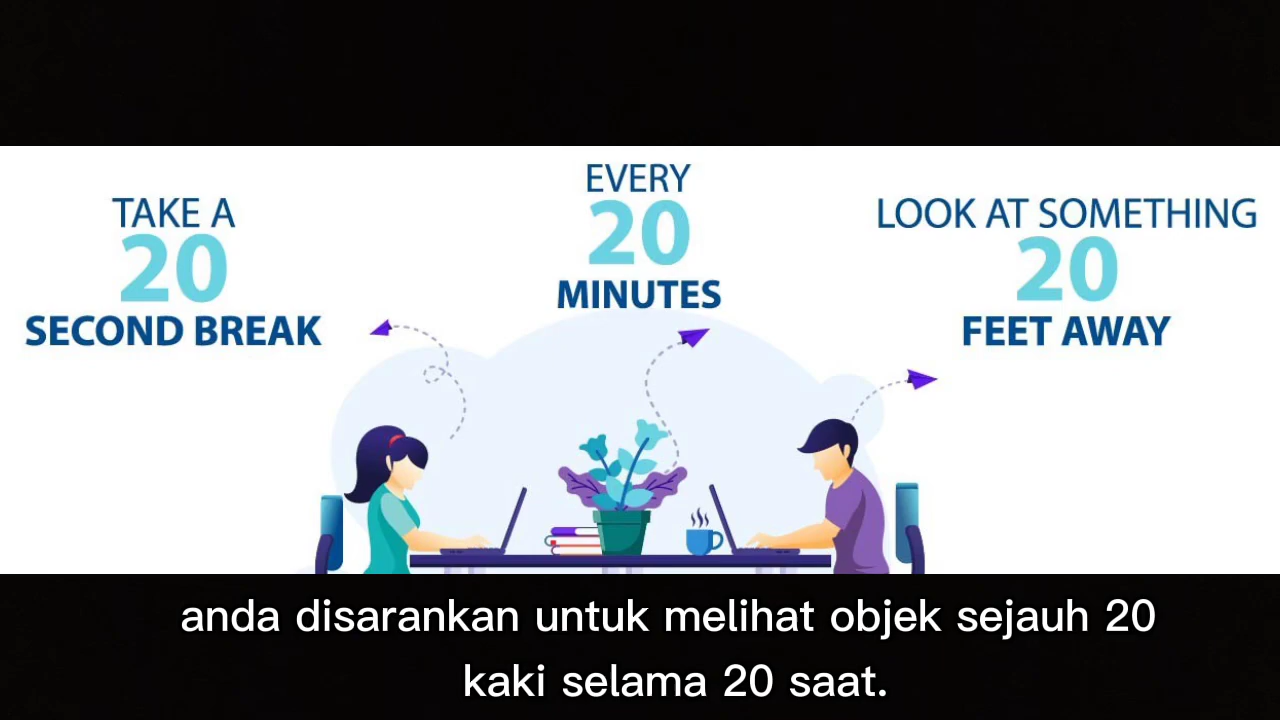 TAKE A
20
SECOND BREAK
EVERY
20
MINUTES
LOOK AT SOMETHING
20
FEET AWAY
anda disarankan untuk melihat objek sejauh 20
kaki selama 20 saat.